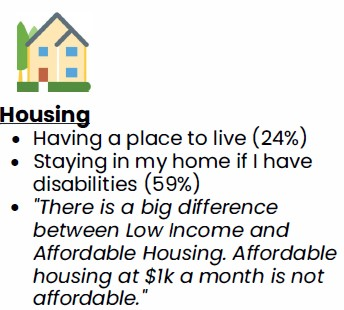 Housing
• Having a place to live (24%)
• Staying in my home if I have
disabilities (59%)
• "There is a big difference
between Low Income and
Affordable Housing. Affordable
housing at $1k a month is not
affordable."